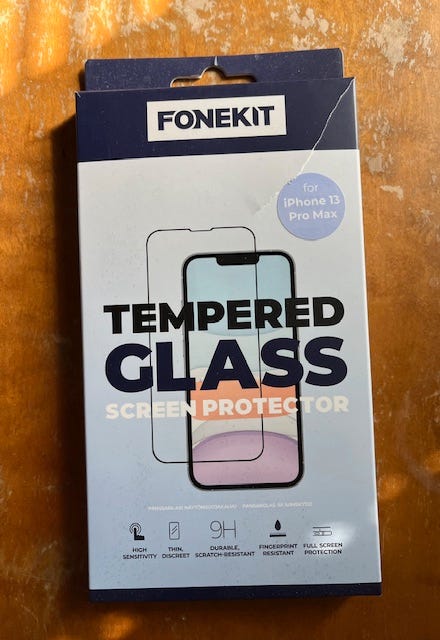 FONEKIT
for
iPhone 13
Pro Max
TEMPERED
GLASS
SCREEN PROTECTOR
HIGH
SENSITIVITY
THIN,
DISCREET
9H
DURABLE,
SCRATCH-RESISTANT
FINGERPRINT
RESISTANT
FULL SCREEN
PROTECTION